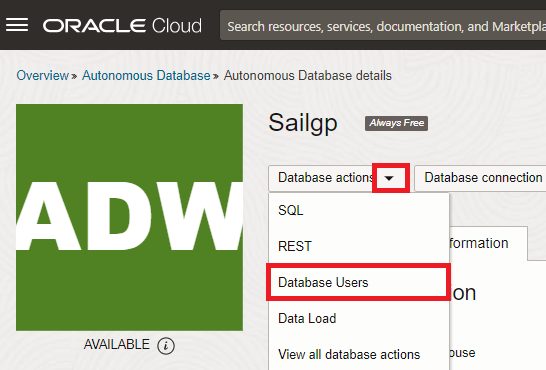 ORACLE Cloud
Search resources, services, documentation, and Marketpla
Overview » Autonomous Database » Autonomous Database details
ADW
AVAILABLE i
Sailgp Always Free
Database actions Database connection
SQL
REST
formation
Database Users
on
Data Load
View all database actions
ouse